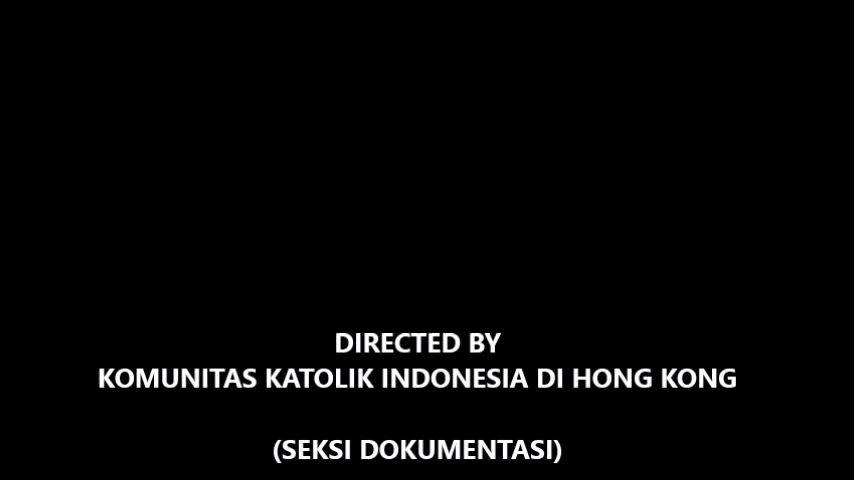 DIRECTED BY
KOMUNITAS KATOLIK INDONESIA DI HONG KONG
(SEKSI DOKUMENTASI)